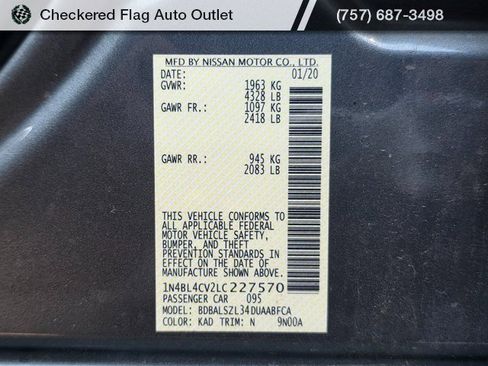 Checkered Flag Auto Outlet (757) 687-3498
MFD BY NISSAN MOTOR CO., LTD.
DATE: 01/20
GVWR: 1963 KG
4328 LB
GAWR FR.: 1097 KG
2418 LB
GAWR RR.: 945 KG
2083 LB
THIS VEHICLE CONFORMS TO
ALL APPLICABLE FEDERAL
MOTOR VEHICLE SAFETY,
BUMPER, AND THEFT
PREVENTION STANDARDS IN
EFFECT ON THE DATE OF
MANUFACTURE SHOWN ABOVE.
1N4BL4CV2LC227570
PASSENGER CAR 095
MODEL: BDBALSZL34DUAABFCA
COLOR: KAD TRIM: N 9N00A